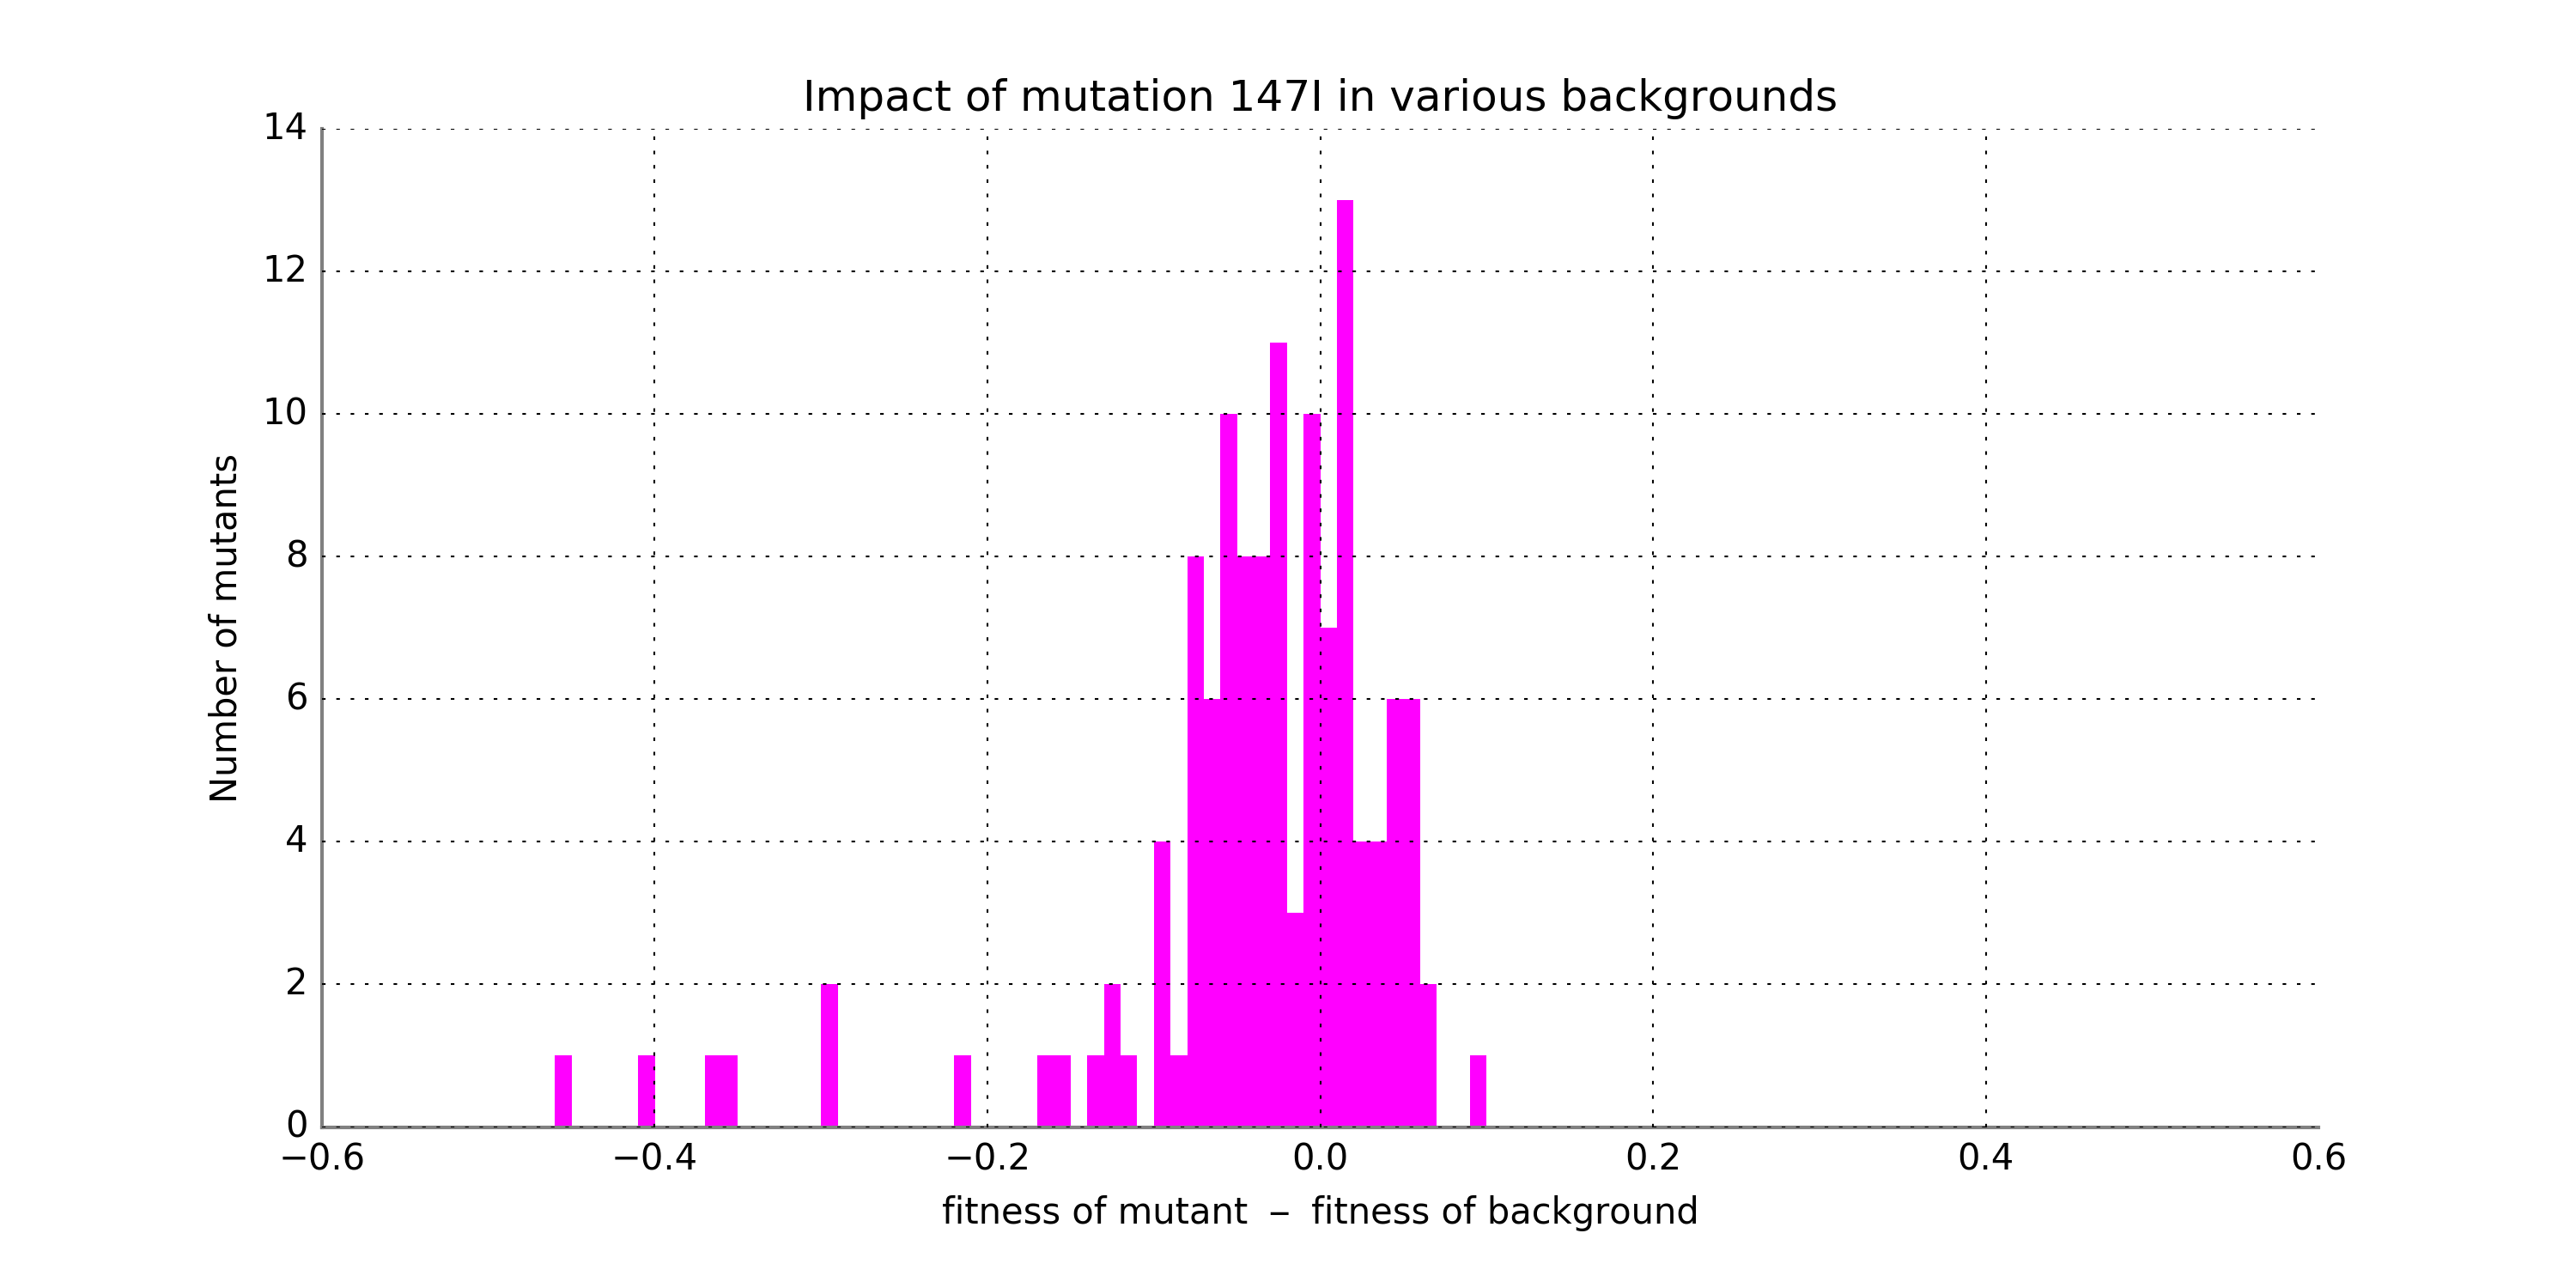 Impact of mutation 147I in various backgrounds
14
12
10
8
6
4
2
0
Number of mutants
−0.6 −0.4 −0.2 0.0 0.2 0.4 0.6
fitness of mutant − fitness of background